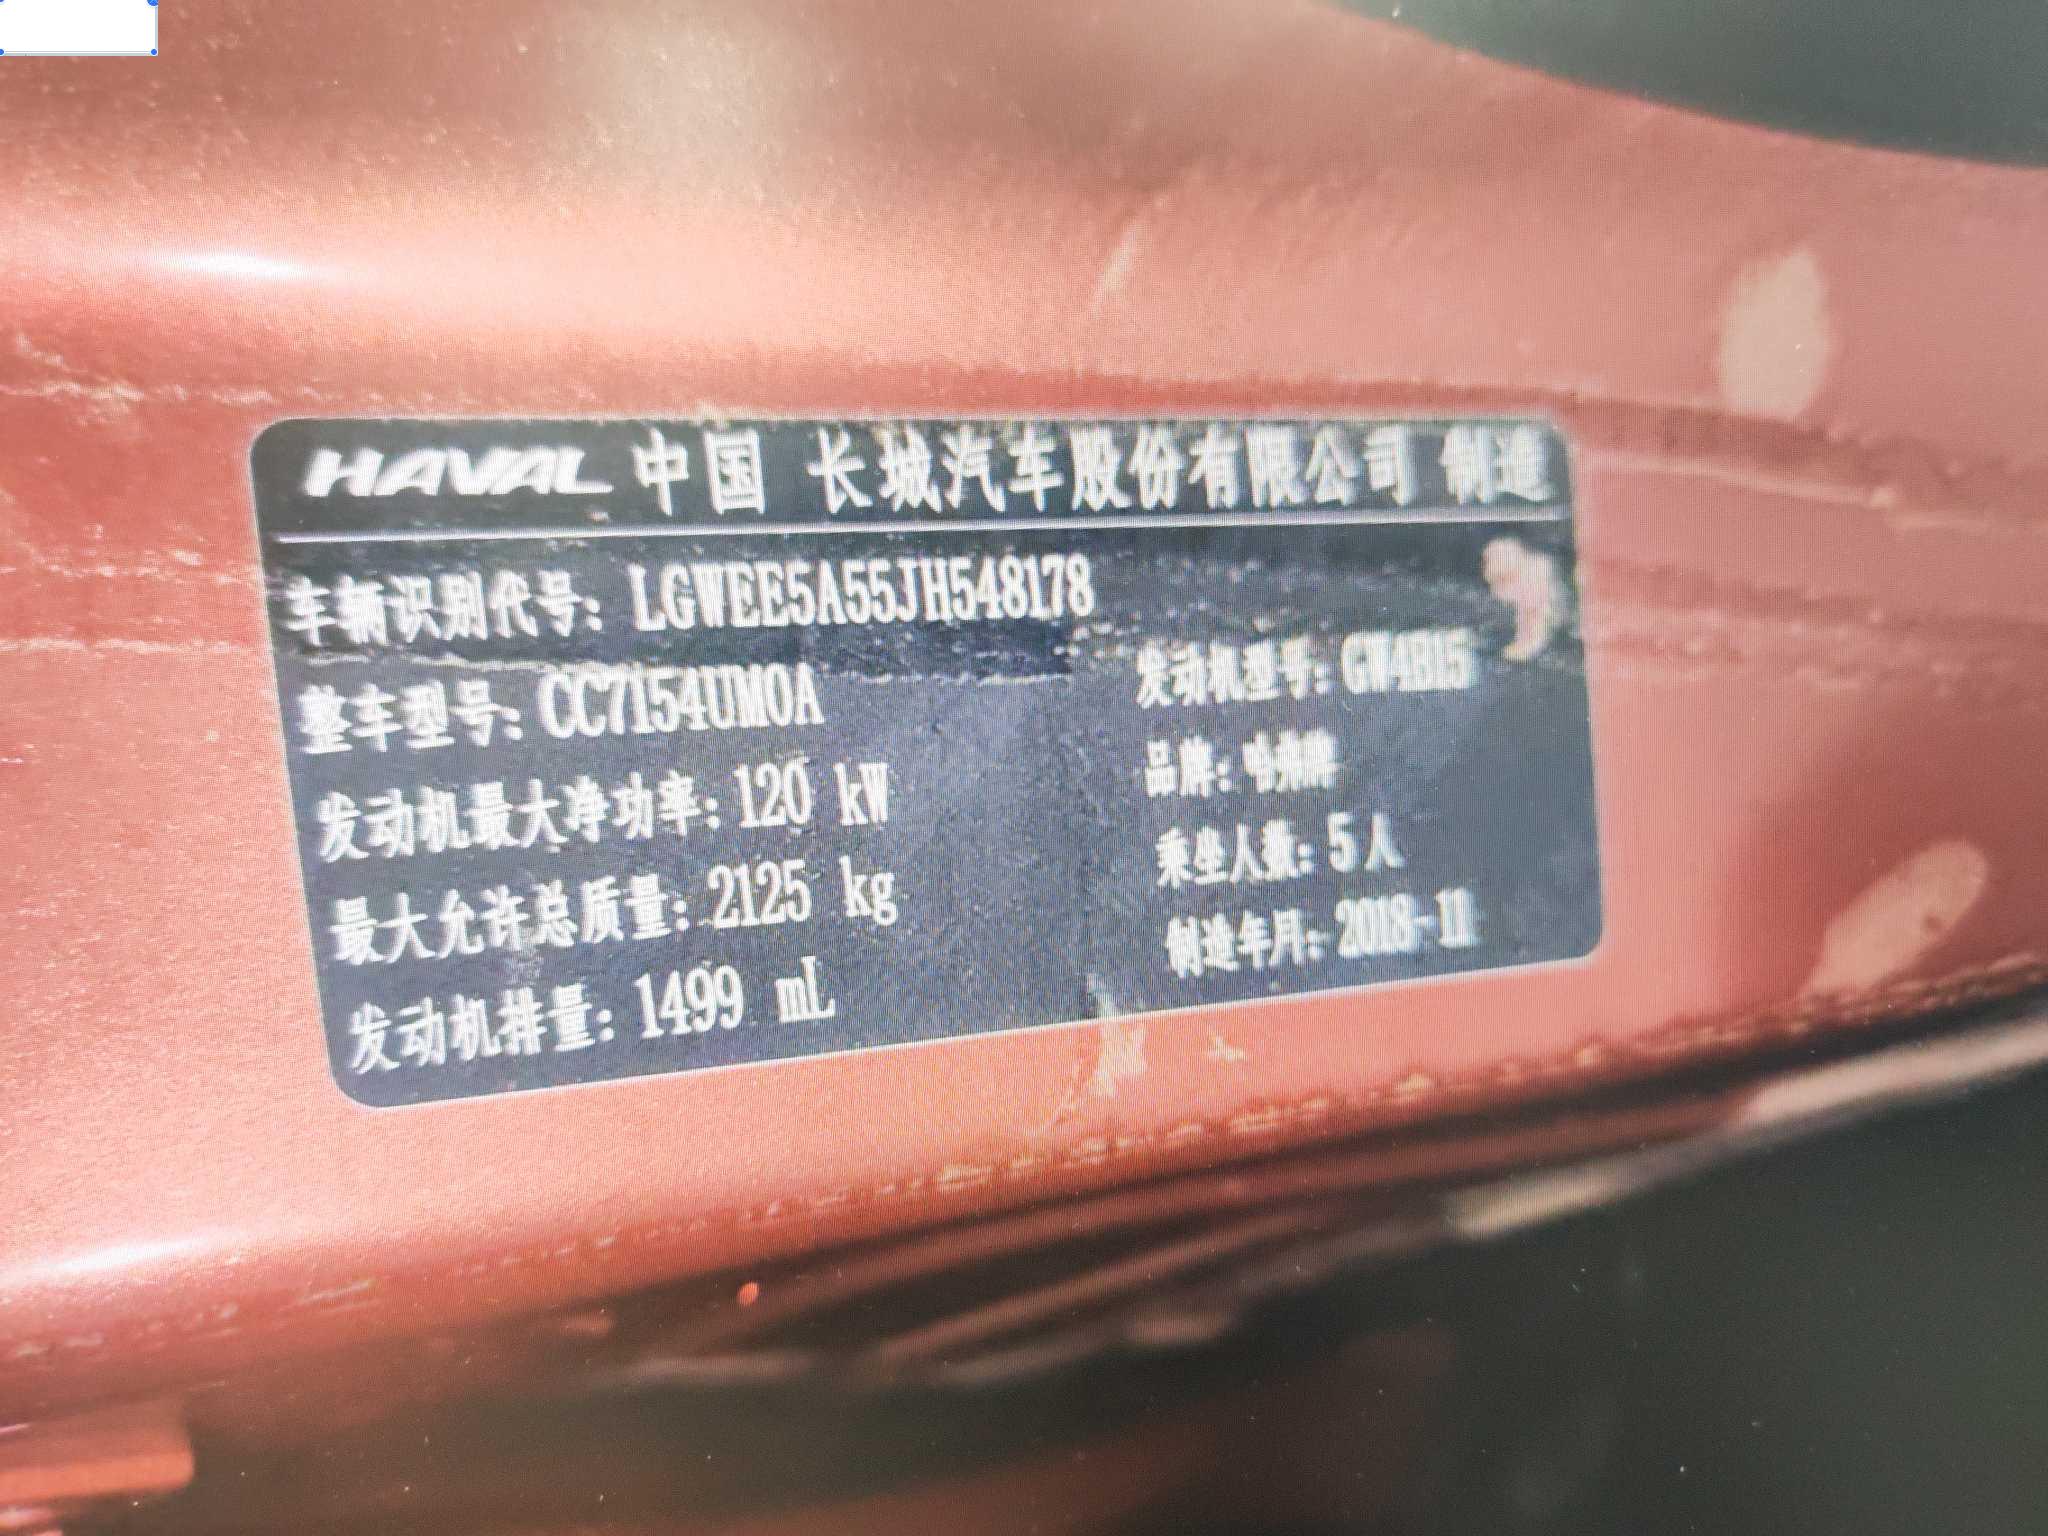 HAVAL 中国 长城汽车股份有限公司 制造
车辆识别代号: LGWEE5A55JH548178
整车型号: CC7154UM0A
发动机型号: GW4B15
发动机最大净功率: 120 kW
品牌: 哈弗牌
最大允许总质量: 2125 kg
乘坐人数: 5人
发动机排量: 1499 mL
制造年月: 2018-11